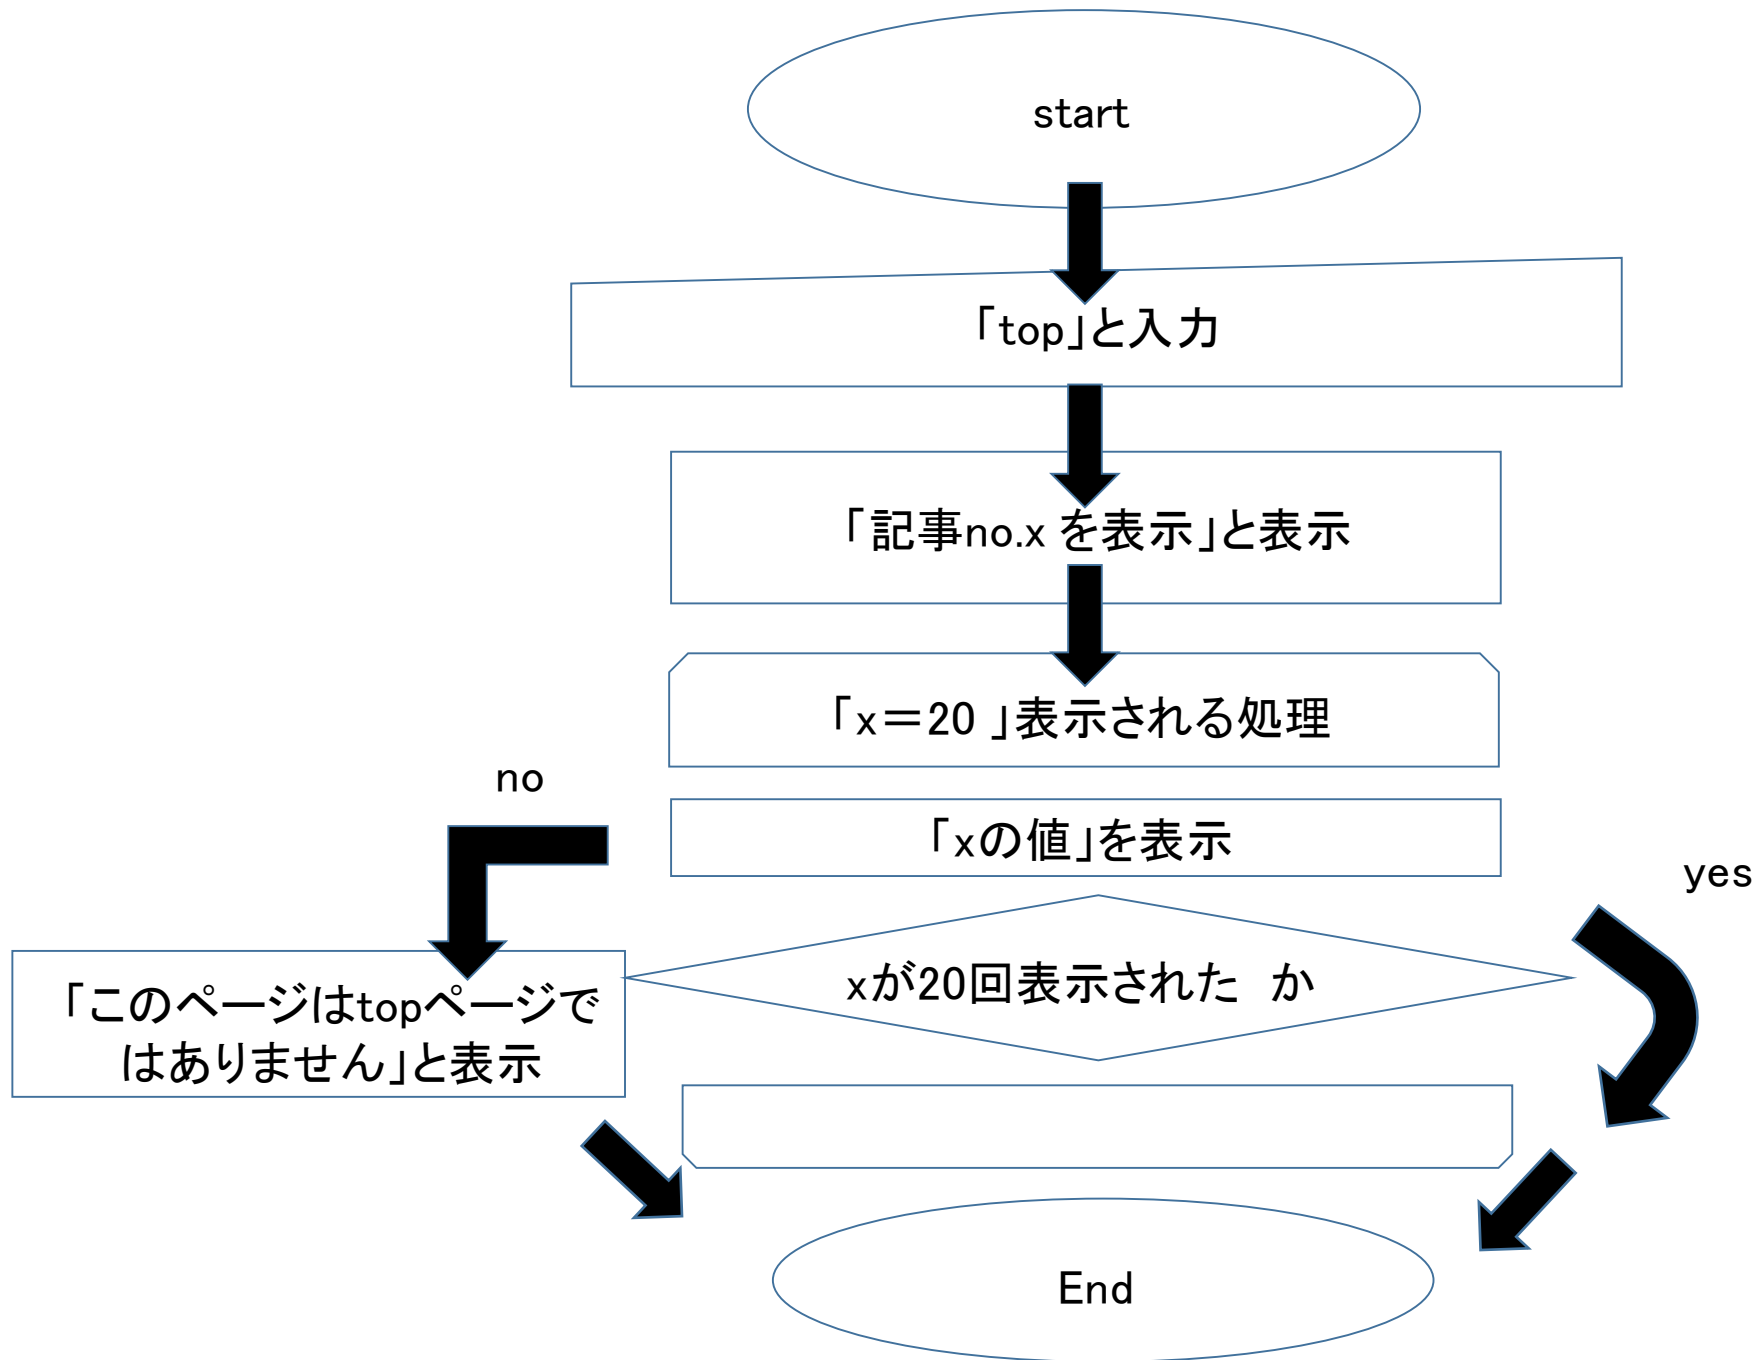 start
「top」と入力
「記事no.x を表示」と表示
「x＝20 」表示される処理
no
「xの値」を表示
yes
xが20回表示された　か
「このページはtopページで
はありません」と表示
End